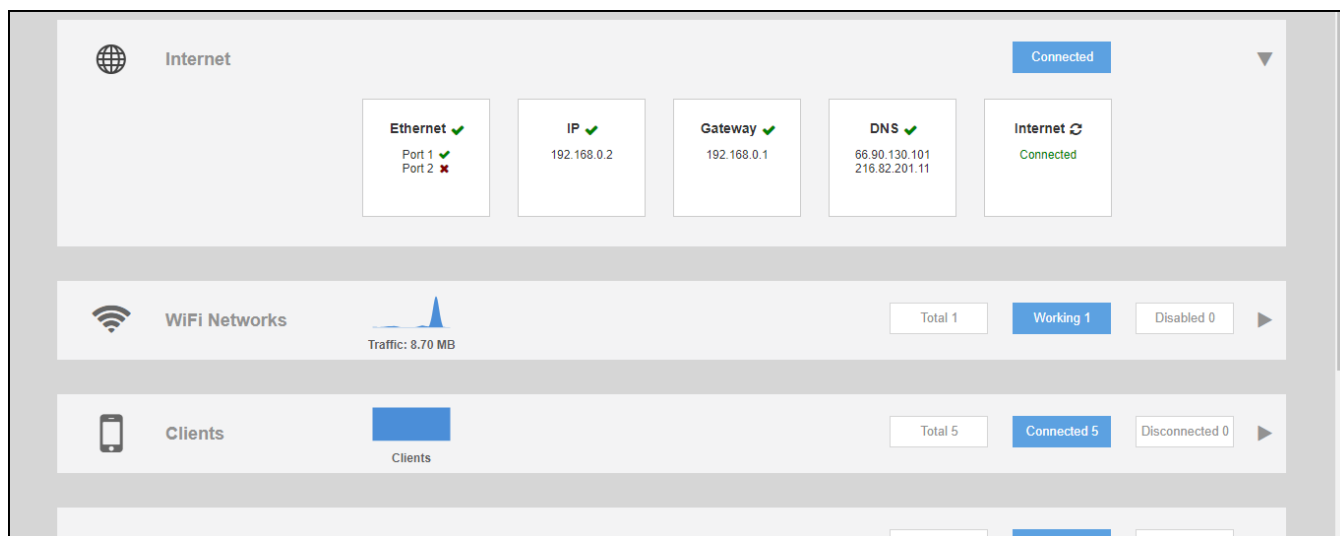 Internet
Connected
Ethernet
Port 1
Port 2
IP
192.168.0.2
Gateway
192.168.0.1
DNS
66.90.130.101
216.82.201.11
Internet
Connected
WiFi Networks
Traffic: 8.70 MB
Total 1
Working 1
Disabled 0
Clients
Clients
Total 5
Connected 5
Disconnected 0